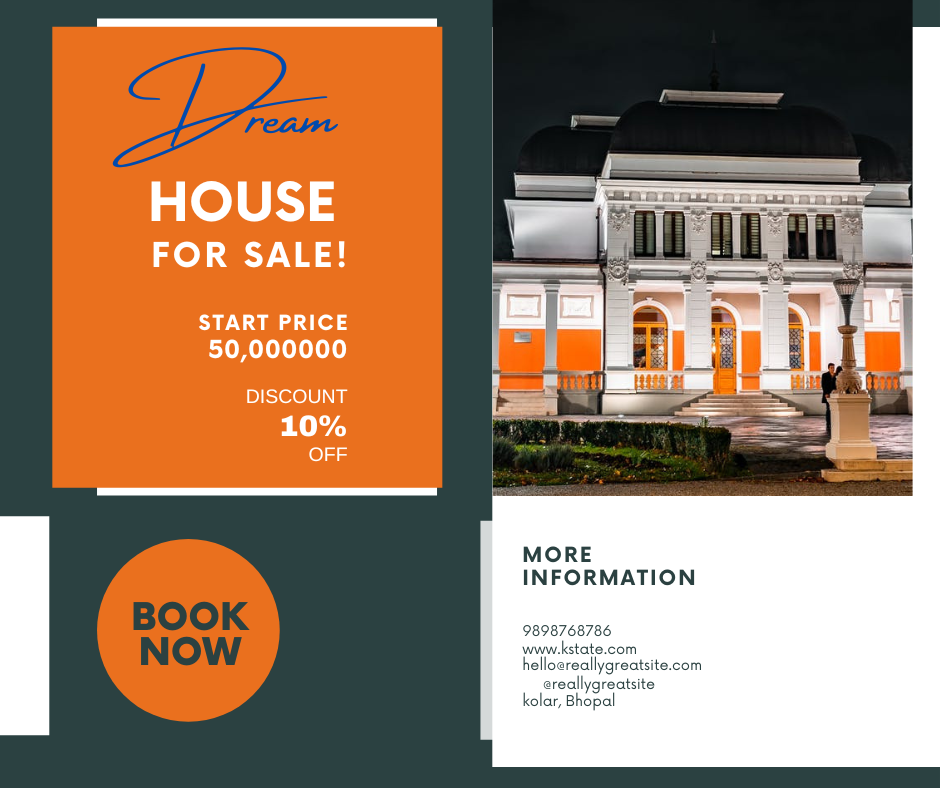 Dream
HOUSE
FOR SALE!
START PRICE
50,000000
DISCOUNT
10%
OFF
BOOK
NOW
MORE
INFORMATION
9898768786
www.kstate.com
hello@reallygreatsite.com
@reallygreatsite
kolar, Bhopal